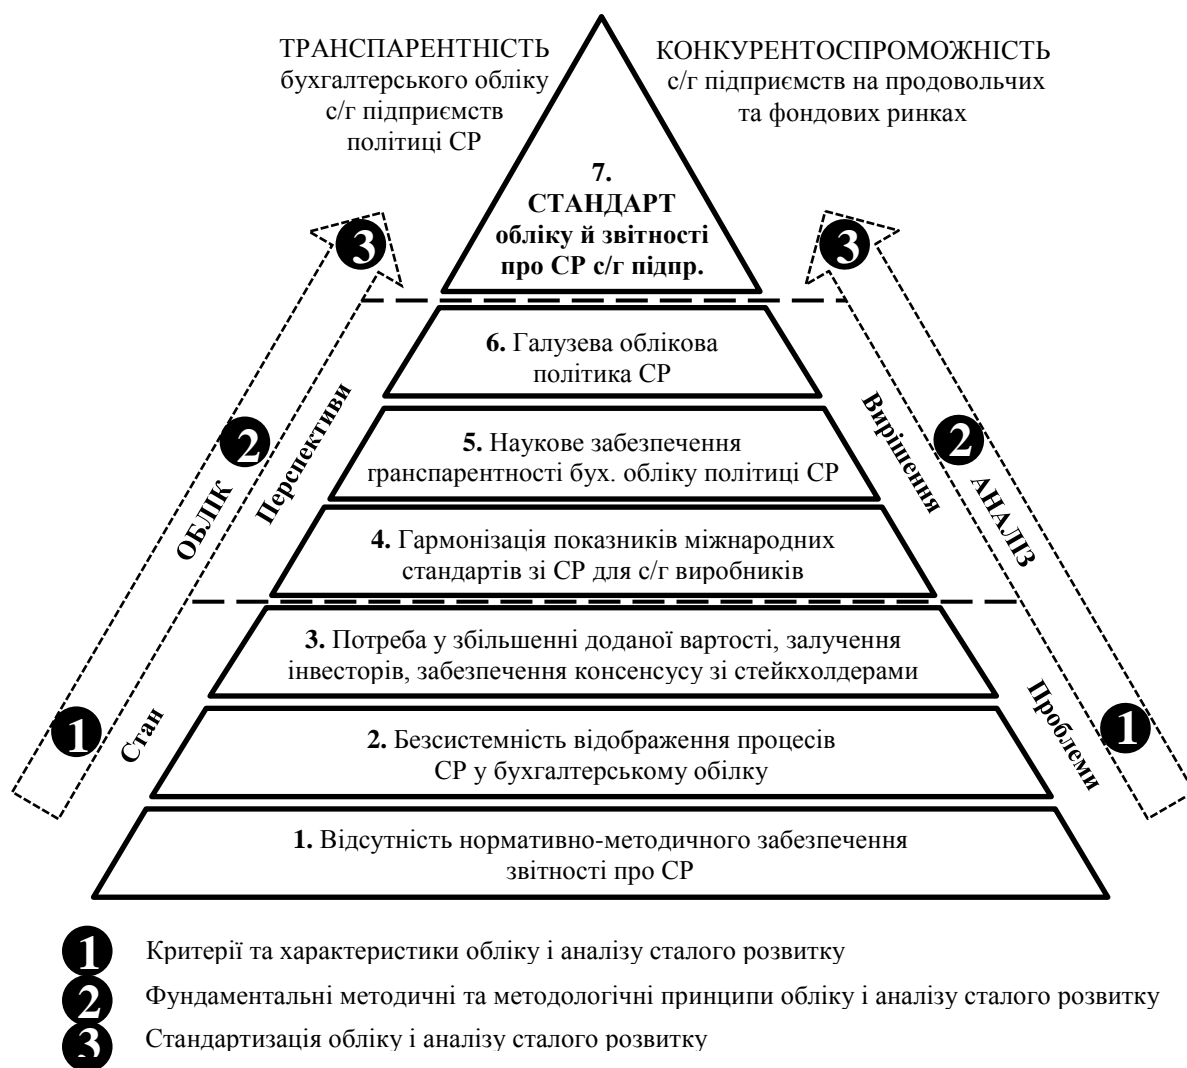 ТРАНСПАРЕНТНІСТЬ
бухгалтерського обліку
с/г підприємств
політиці СР
КОНКУРЕНТОСПРОМОЖНІСТЬ
с/г підприємств на продовольчих
та фондових ринках
7.
СТАНДАРТ
обліку й звітності
про СР с/г підпр.
3
3
6. Галузева облікова
політика СР
5. Наукове забезпечення
транспарентності бух. обліку політиці СР
4. Гармонізація показників міжнародних
стандартів зі СР для с/г виробників
2
ОБЛІК
Перспективи
Вирішення
2
АНАЛІЗ
3. Потреба у збільшенні доданої вартості, залучення
інвесторів, забезпечення консенсусу зі стейкхолдерами
2. Безсистемність відображення процесів
СР у бухгалтерському обілку
1. Відсутність нормативно-методичного забезпечення
звітності про СР
1
Стан
Проблеми
1
1 Критерії та характеристики обліку і аналізу сталого розвитку
2 Фундаментальні методичні та методологічні принципи обліку і аналізу сталого розвитку
3 Стандартизація обліку і аналізу сталого розвитку